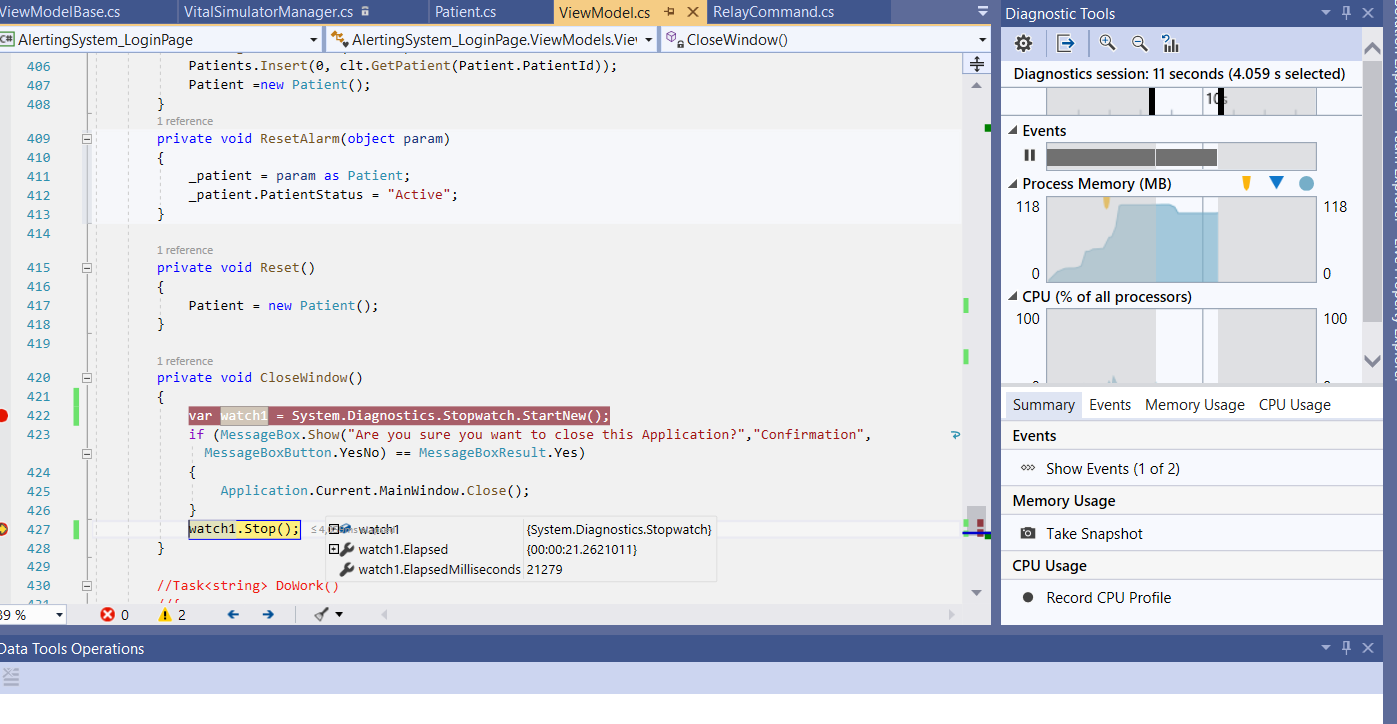 ViewModelBase.cs VitalSimulatorManager.cs Patient.cs ViewModel.cs RelayCommand.cs
C# AlertingSystem_LoginPage AlertingSystem_LoginPage.ViewModels.Vie CloseWindow()
406 Patients.Insert(0, clt.GetPatient(Patient.PatientId));
407 Patient =new Patient();
408 }
1 reference
409 private void ResetAlarm(object param)
410 {
411 _patient = param as Patient;
412 _patient.PatientStatus = "Active";
413 }
414
1 reference
415 private void Reset()
416 {
417 Patient = new Patient();
418 }
419
1 reference
420 private void CloseWindow()
421 {
422 var watch1 = System.Diagnostics.Stopwatch.StartNew();
423 if (MessageBox.Show("Are you sure you want to close this Application?","Confirmation",
MessageBoxButton.YesNo) == MessageBoxResult.Yes)
424 {
425 Application.Current.MainWindow.Close();
426 }
427 watch1.Stop();
watch1 {System.Diagnostics.Stopwatch}
428 }
watch1.Elapsed {00:00:21.2621011}
429
watch1.ElapsedMilliseconds 21279
430 //Task<string> DoWork()
39 % 0 2
Data Tools Operations
Diagnostic Tools
Diagnostics session: 11 seconds (4.059 s selected)
10s
Events
Process Memory (MB)
118 118
0 0
CPU (% of all processors)
100 100
Summary Events Memory Usage CPU Usage
Events
Show Events (1 of 2)
Memory Usage
Take Snapshot
CPU Usage
Record CPU Profile